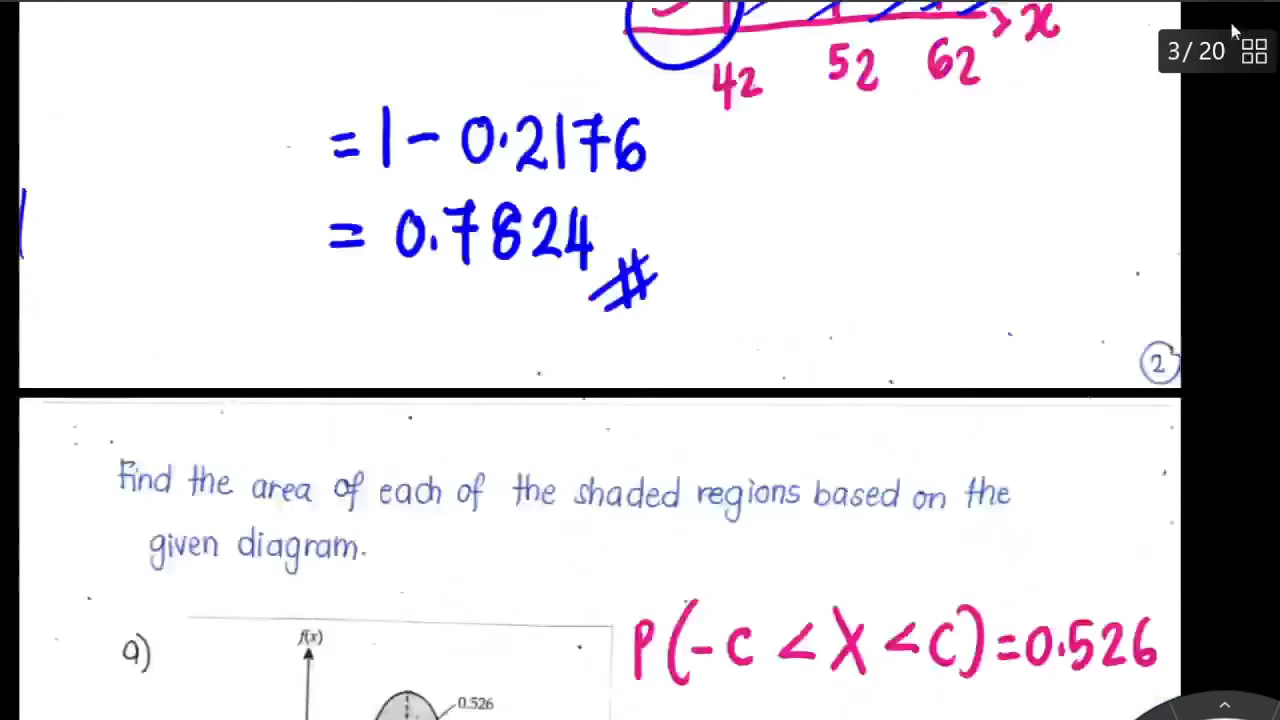 3 / 20
> x
42 52 62
= 1 - 0.2176
= 0.7824 #
2
Find the area of each of the shaded regions based on the
given diagram.
a)
f(x)
P(-c < X < c) = 0.526
0.526